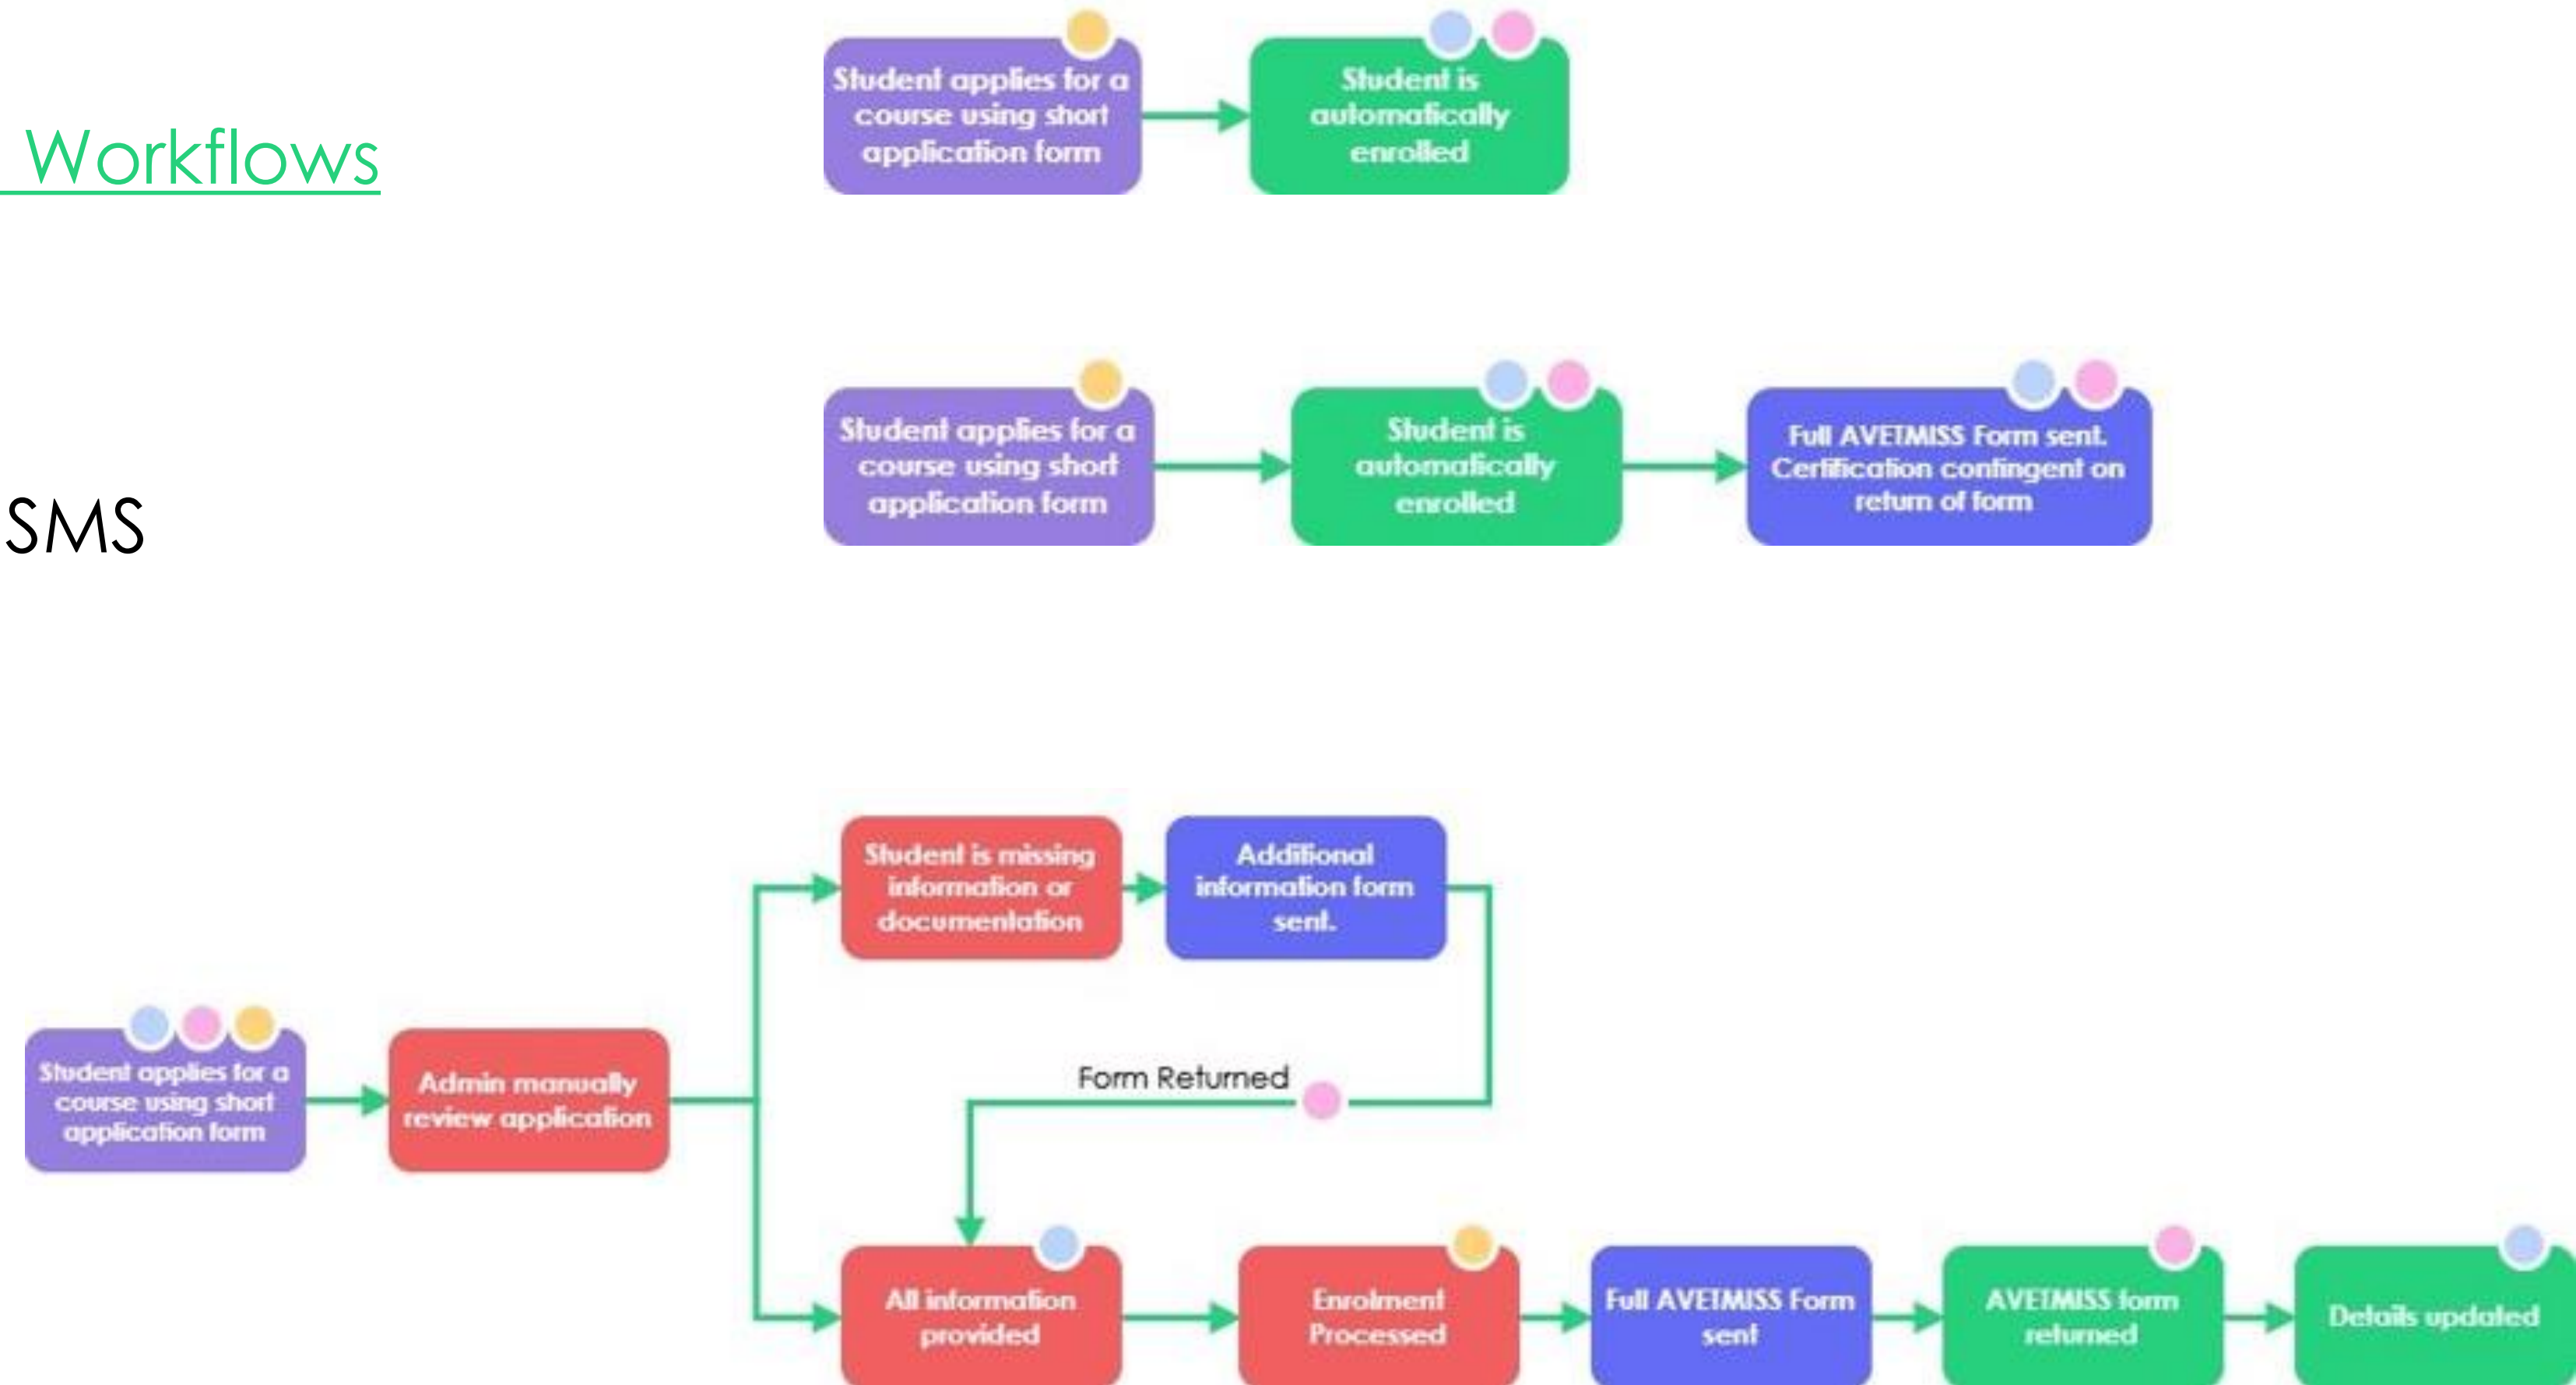 Workflows
Student applies for a
course using short
application form
Student is
automatically
enrolled
SMS
Student applies for a
course using short
application form
Student is
automatically
enrolled
Full AVETMISS Form sent.
Certification contingent on
return of form
Student is missing
information or
documentation
Additional
information form
sent.
Student applies for a
course using short
application form
Admin manually
review application
Form Returned
All information
provided
Enrolment
Processed
Full AVETMISS Form
sent
AVETMISS form
returned
Details updated